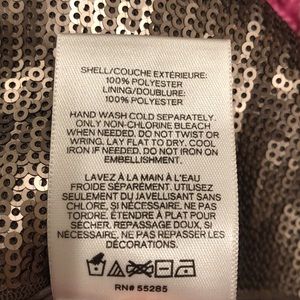 SHELL/COUCHE EXTÉRIEURE:
100% POLYESTER
LINING/DOUBLURE:
100% POLYESTER
HAND WASH COLD SEPARATELY.
ONLY NON-CHLORINE BLEACH
WHEN NEEDED. DO NOT TWIST OR
WRING. LAY FLAT TO DRY. COOL
IRON IF NEEDED. DO NOT IRON ON
EMBELLISHMENT.
LAVEZ À LA MAIN À L'EAU
FROIDE SÉPARÉMENT. UTILISEZ
SEULEMENT DU JAVELLISANT SANS
CHLORE, SI NÉCESSAIRE. NE PAS
TORDRE. ÉTENDRE À PLAT POUR
SÉCHER. REPASSAGE DOUX, SI
NÉCESSAIRE. NE PAS REPASSER LES
DÉCORATIONS.
RN# 55285